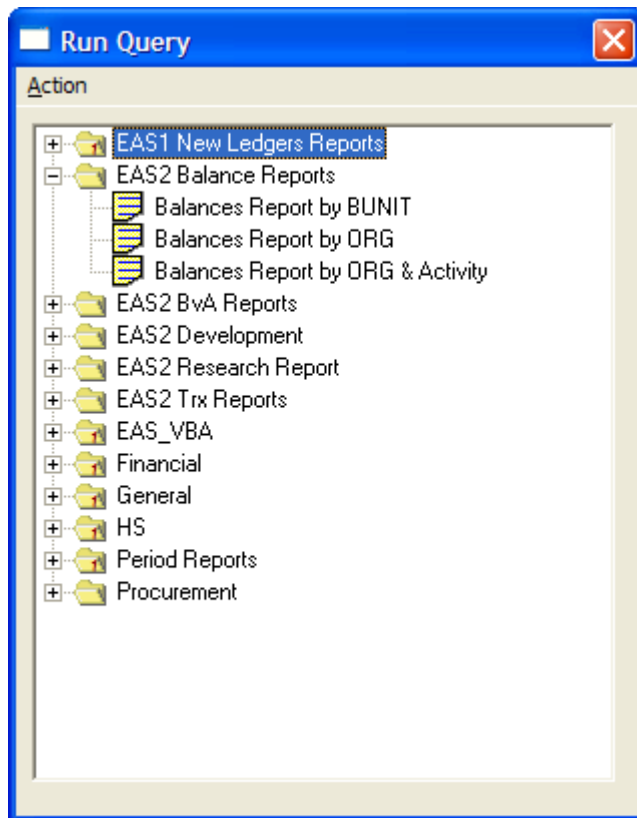 Run Query
Action
EAS1 New Ledgers Reports
EAS2 Balance Reports
Balances Report by BUNIT
Balances Report by ORG
Balances Report by ORG & Activity
EAS2 BvA Reports
EAS2 Development
EAS2 Research Report
EAS2 Trx Reports
EAS_VBA
Financial
General
HS
Period Reports
Procurement